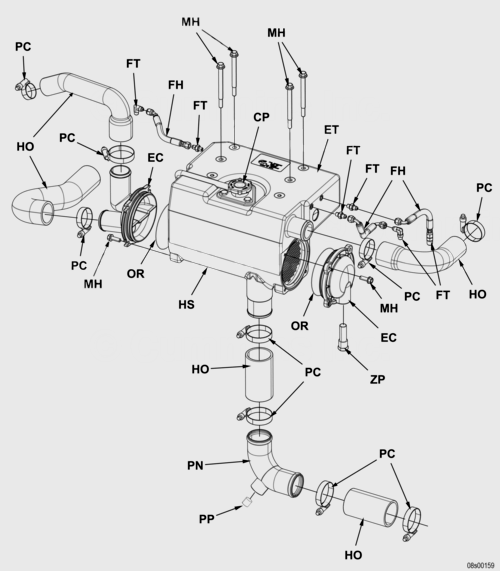 MH
MH
PC
FT
FH
FT
CP
ET
HO
PC
EC
FT
FT
FH
PC
PC
OR
MH
HS
PC
FT
HO
OR
MH
EC
HO
PC
ZP
PN
PC
PP
HO
08s00159